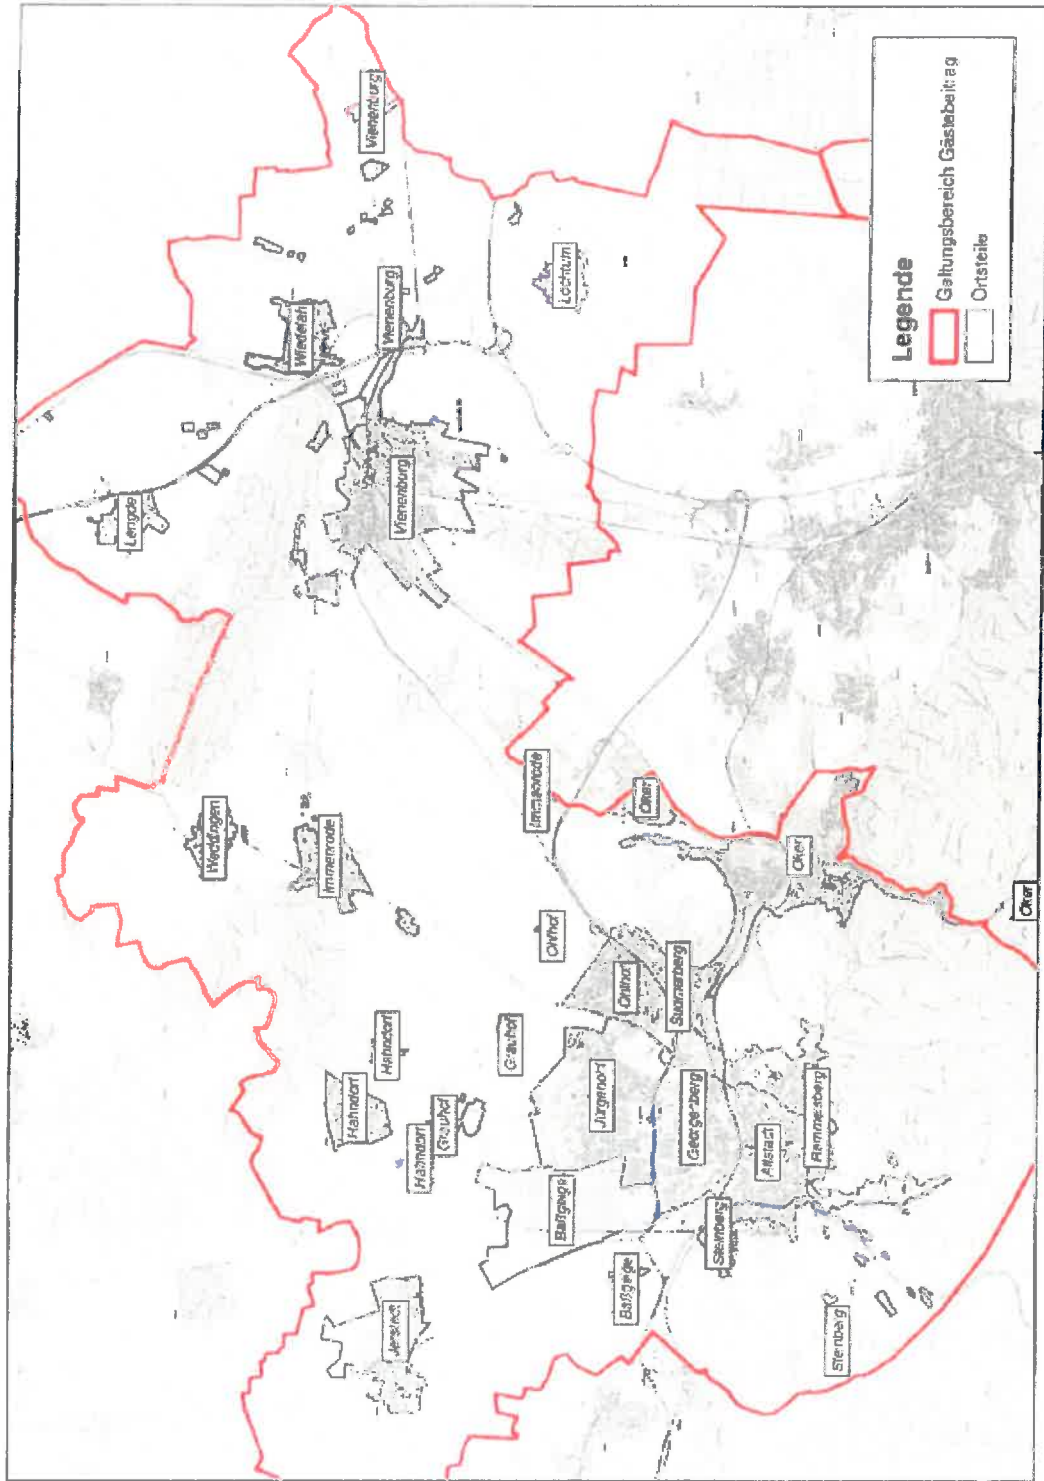 Vienenburg
Wiedelah
Vienenburg
Lochtum
Lengde
Vienenburg
Weddingen
Immenrode
Immenrode
Oker
Oker
Oker
Ohlhof
Ohlhof
Sudmerberg
Hahndorf
Grauhof
Hahndorf
Hahndorf
Grauhof
Jürgenohl
Georgenberg
Altstadt
Rammelsberg
Baßgeige
Steinberg
Baßgeige
Jerstedt
Steinberg
Legende
Geltungsbereich Gästebeitrag
Ortsteile